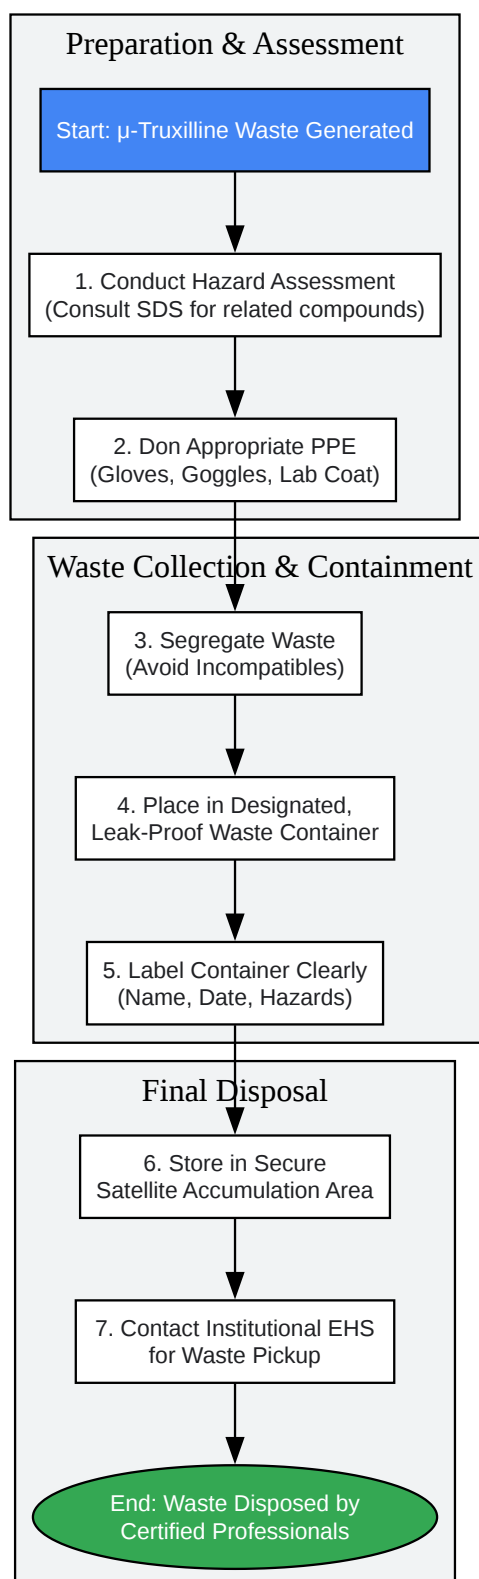 Preparation & Assessment
Start: μ-Truxilline Waste Generated
1. Conduct Hazard Assessment
(Consult SDS for related compounds)
2. Don Appropriate PPE
(Gloves, Goggles, Lab Coat)
Waste Collection & Containment
3. Segregate Waste
(Avoid Incompatibles)
4. Place in Designated,
Leak-Proof Waste Container
5. Label Container Clearly
(Name, Date, Hazards)
Final Disposal
6. Store in Secure
Satellite Accumulation Area
7. Contact Institutional EHS
for Waste Pickup
End: Waste Disposed by
Certified Professionals